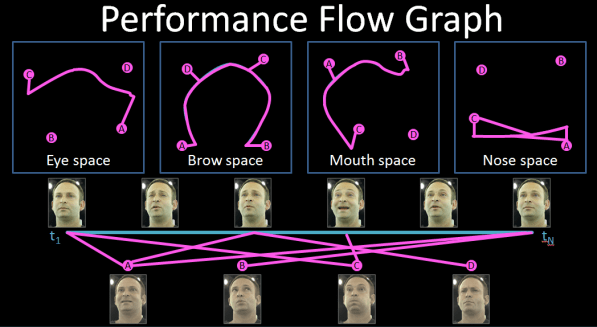 Performance Flow Graph
C D B A
Eye space
D C A B
Brow space
A B C D
Mouth space
D B C A
Nose space
t1 tN
A B C D